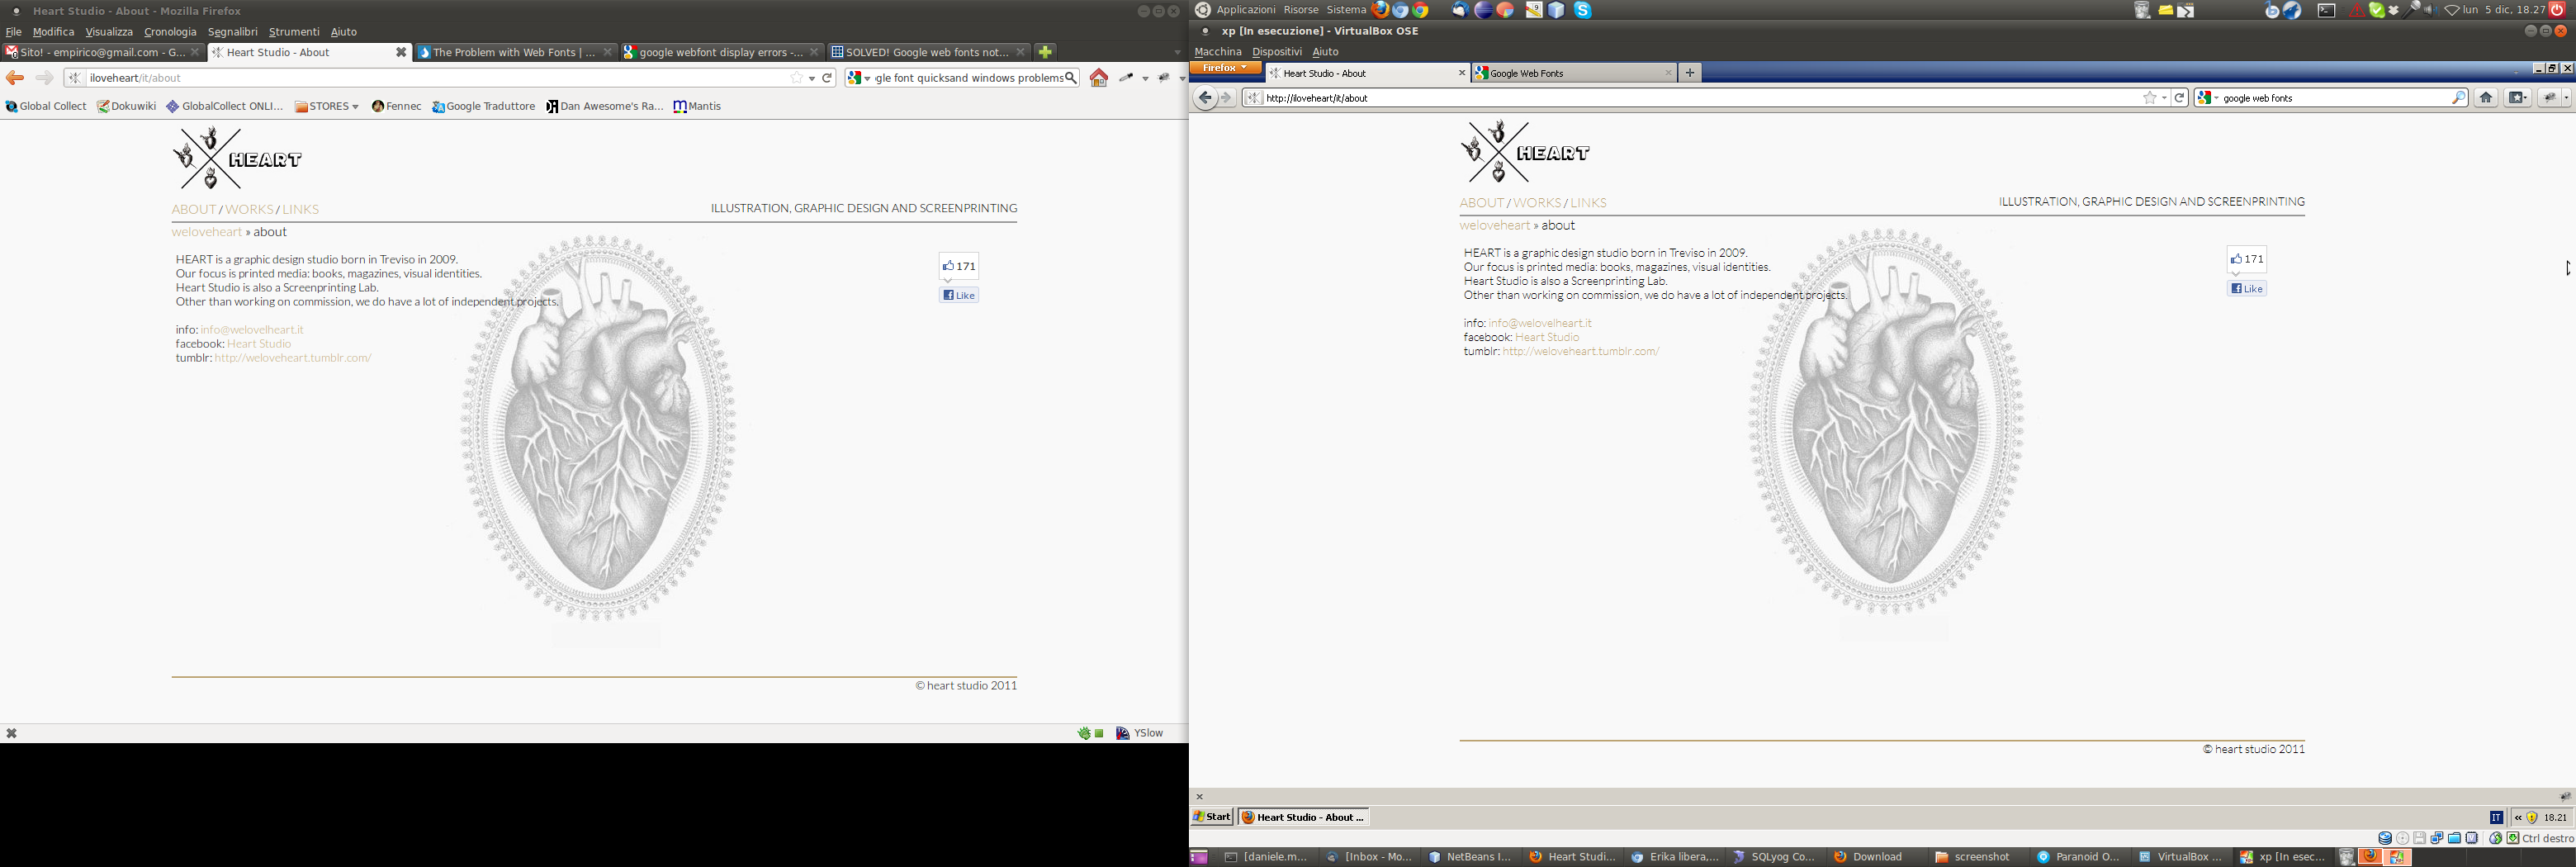 Heart Studio - About - Mozilla Firefox
File Modifica Visualizza Cronologia Segnalibri Strumenti Aiuto
Sito! - empirico@gmail.com - G...
Heart Studio - About
The Problem with Web Fonts | ...
google webfont display errors -...
SOLVED! Google web fonts not...
iloveheart/it/about
gle font quicksand windows problems
Global Collect Dokuwiki GlobalCollect ONLI... STORES Fennec Google Traduttore Dan Awesome's Ra... Mantis
HEART
ABOUT / WORKS / LINKS
ILLUSTRATION, GRAPHIC DESIGN AND SCREENPRINTING
weloveheart » about
HEART is a graphic design studio born in Treviso in 2009.
Our focus is printed media: books, magazines, visual identities.
Heart Studio is also a Screenprinting Lab.
Other than working on commission, we do have a lot of independent projects.
171
Like
info: info@welovelheart.it
facebook: Heart Studio
tumblr: http://weloveheart.tumblr.com/
© heart studio 2011
YSlow
Applicazioni Risorse Sistema
lun 5 dic, 18.27
xp [In esecuzione] - VirtualBox OSE
Macchina Dispositivi Aiuto
Firefox
Heart Studio - About
Google Web Fonts
http://iloveheart/it/about
google web fonts
HEART
ABOUT / WORKS / LINKS
ILLUSTRATION, GRAPHIC DESIGN AND SCREENPRINTING
weloveheart » about
HEART is a graphic design studio born in Treviso in 2009.
Our focus is printed media: books, magazines, visual identities.
Heart Studio is also a Screenprinting Lab.
Other than working on commission, we do have a lot of independent projects.
171
Like
info: info@welovelheart.it
facebook: Heart Studio
tumblr: http://weloveheart.tumblr.com/
© heart studio 2011
Start
Heart Studio - About ...
IT
18.21
Ctrl destro
[daniele.m...
[Inbox - Mo...
NetBeans I...
Heart Studi...
Erika libera,...
SQLyog Co...
Download
screenshot
Paranoid O...
VirtualBox ...
xp [In esec...